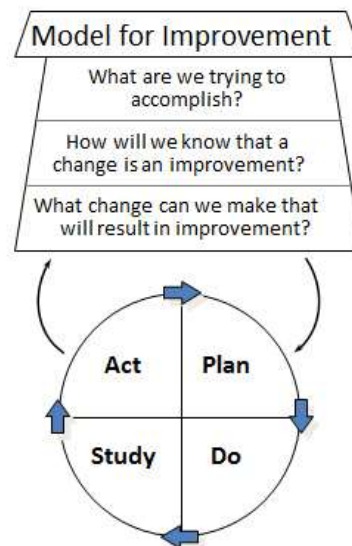 Model for Improvement
What are we trying to
accomplish?
How will we know that a
change is an improvement?
What change can we make that
will result in improvement?
Act
Plan
Study
Do